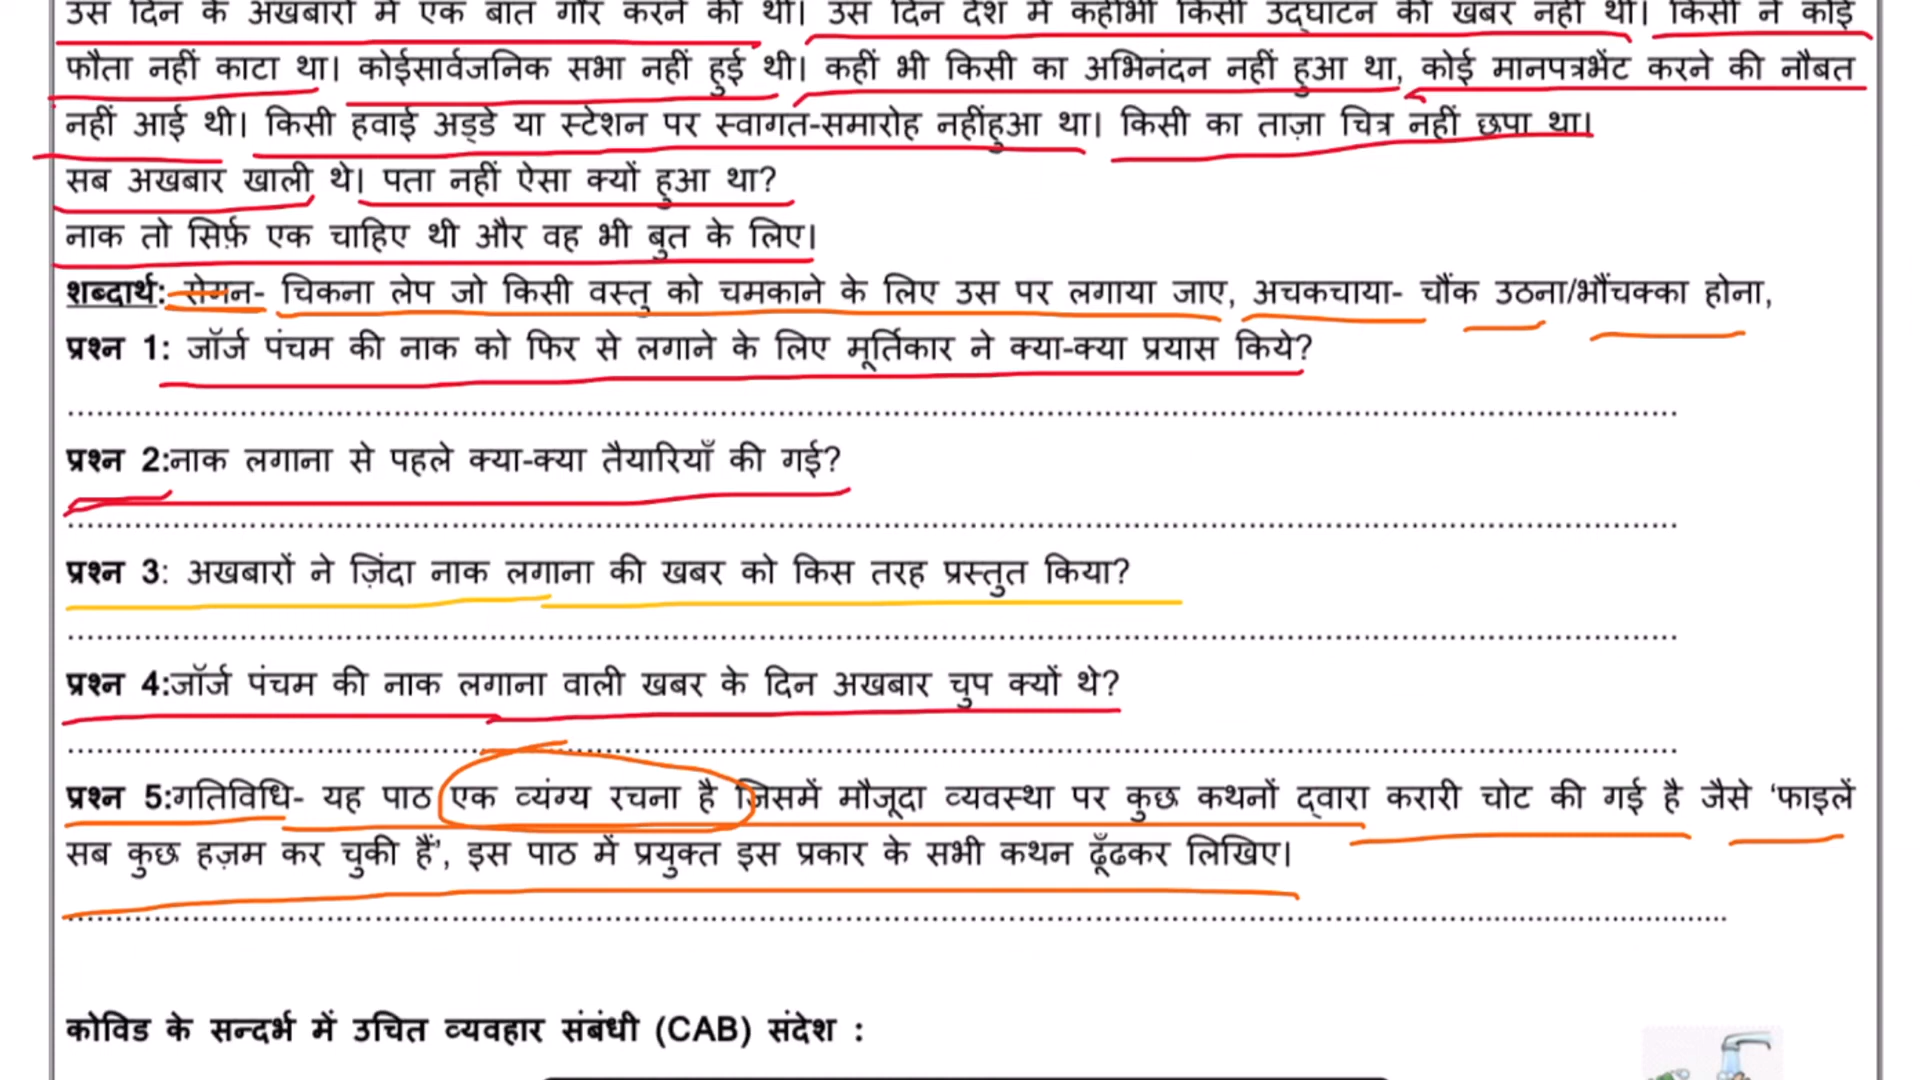 उस दिन के अखबारों में एक बात गौर करने की थी। उस दिन देश में कहींभी किसी उद्घाटन की खबर नहीं थी। किसी ने कोई
फौता नहीं काटा था। कोईसार्वजनिक सभा नहीं हुई थी। कहीं भी किसी का अभिनंदन नहीं हुआ था, कोई मानपत्रभेंट करने की नौबत
नहीं आई थी। किसी हवाई अड्डे या स्टेशन पर स्वागत-समारोह नहींहुआ था। किसी का ताज़ा चित्र नहीं छपा था।
सब अखबार खाली थे। पता नहीं ऐसा क्यों हुआ था?
नाक तो सिर्फ़ एक चाहिए थी और वह भी बुत के लिए।
शब्दार्थ: रोगन- चिकना लेप जो किसी वस्तु को चमकाने के लिए उस पर लगाया जाए, अचकचाया- चौंक उठना/भौंचक्का होना,
प्रश्न 1: जॉर्ज पंचम की नाक को फिर से लगाने के लिए मूर्तिकार ने क्या-क्या प्रयास किये?
प्रश्न 2:नाक लगाना से पहले क्या-क्या तैयारियाँ की गई?
प्रश्न 3: अखबारों ने ज़िंदा नाक लगाना की खबर को किस तरह प्रस्तुत किया?
प्रश्न 4:जॉर्ज पंचम की नाक लगाना वाली खबर के दिन अखबार चुप क्यों थे?
प्रश्न 5:गतिविधि- यह पाठ एक व्यंग्य रचना है जिसमें मौजूदा व्यवस्था पर कुछ कथनों द्वारा करारी चोट की गई है जैसे ‘फाइलें
सब कुछ हज़म कर चुकी हैं’, इस पाठ में प्रयुक्त इस प्रकार के सभी कथन ढूँढकर लिखिए।
कोविड के सन्दर्भ में उचित व्यवहार संबंधी (CAB) संदेश :